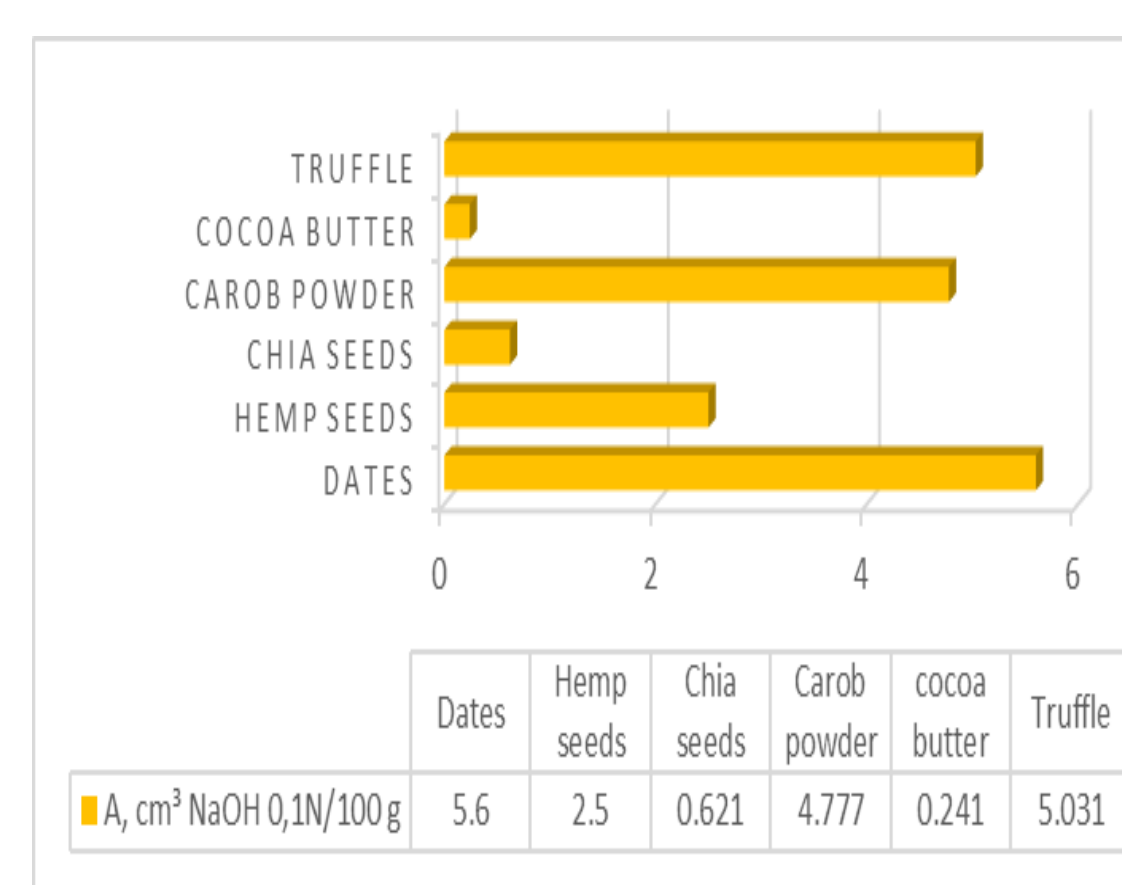 TRUFFLE
COCOA BUTTER
CAROB POWDER
CHIA SEEDS
HEMP SEEDS
DATES
0 2 4 6
Dates Hemp seeds Chia seeds Carob powder cocoa butter Truffle
A, cm³ NaOH 0,1N/100 g 5.6 2.5 0.621 4.777 0.241 5.031